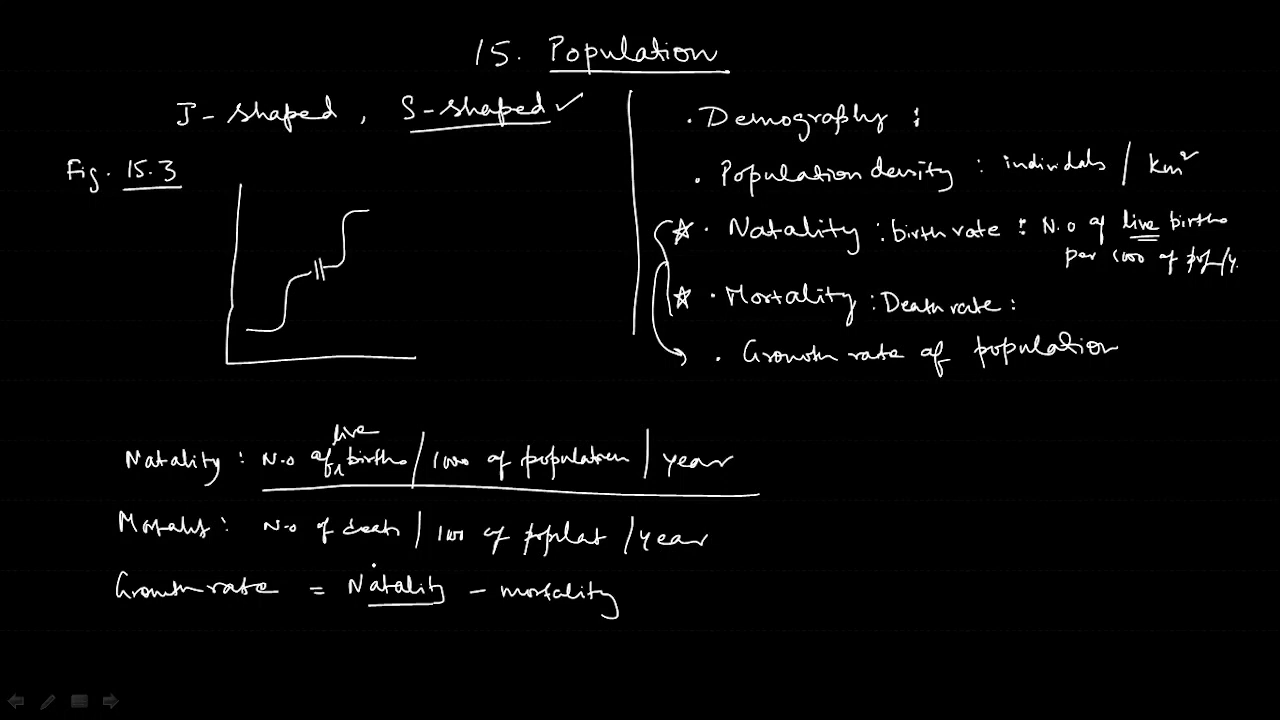 15. Population
J-shaped, S-shaped ✓
Fig. 15.3
. Demography :
. Population density : individals / km²
☆ . Natality : birth rate : N.o of live births
per 1000 of pop/y.
☆ . Mortality : Death rate :
. Growth rate of population
Natality : N.o of live births / 1000 of population / year
Mortality : N.o of death / 1000 of poplat / year
Growth rate = Natality - mortality